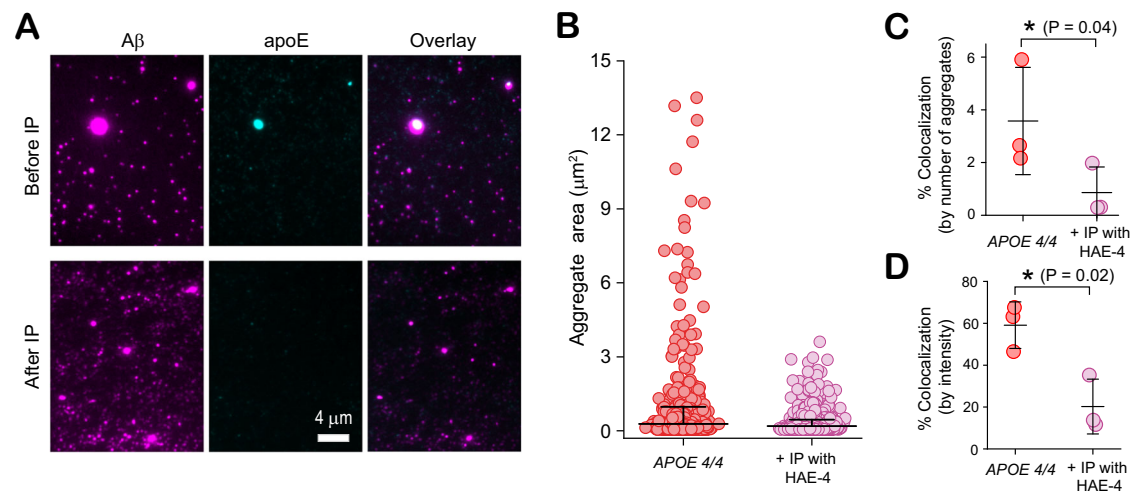 A
Aβ
apoE
Overlay
Before IP
After IP
4 μm
B
Aggregate area (μm²)
15
12
9
6
3
0
APOE 4/4
+ IP with
HAE-4
C
* (P = 0.04)
% Colocalization
(by number of aggregates)
6
4
2
0
APOE 4/4
+ IP with
HAE-4
D
* (P = 0.02)
% Colocalization
(by intensity)
80
60
40
20
0
APOE 4/4
+ IP with
HAE-4